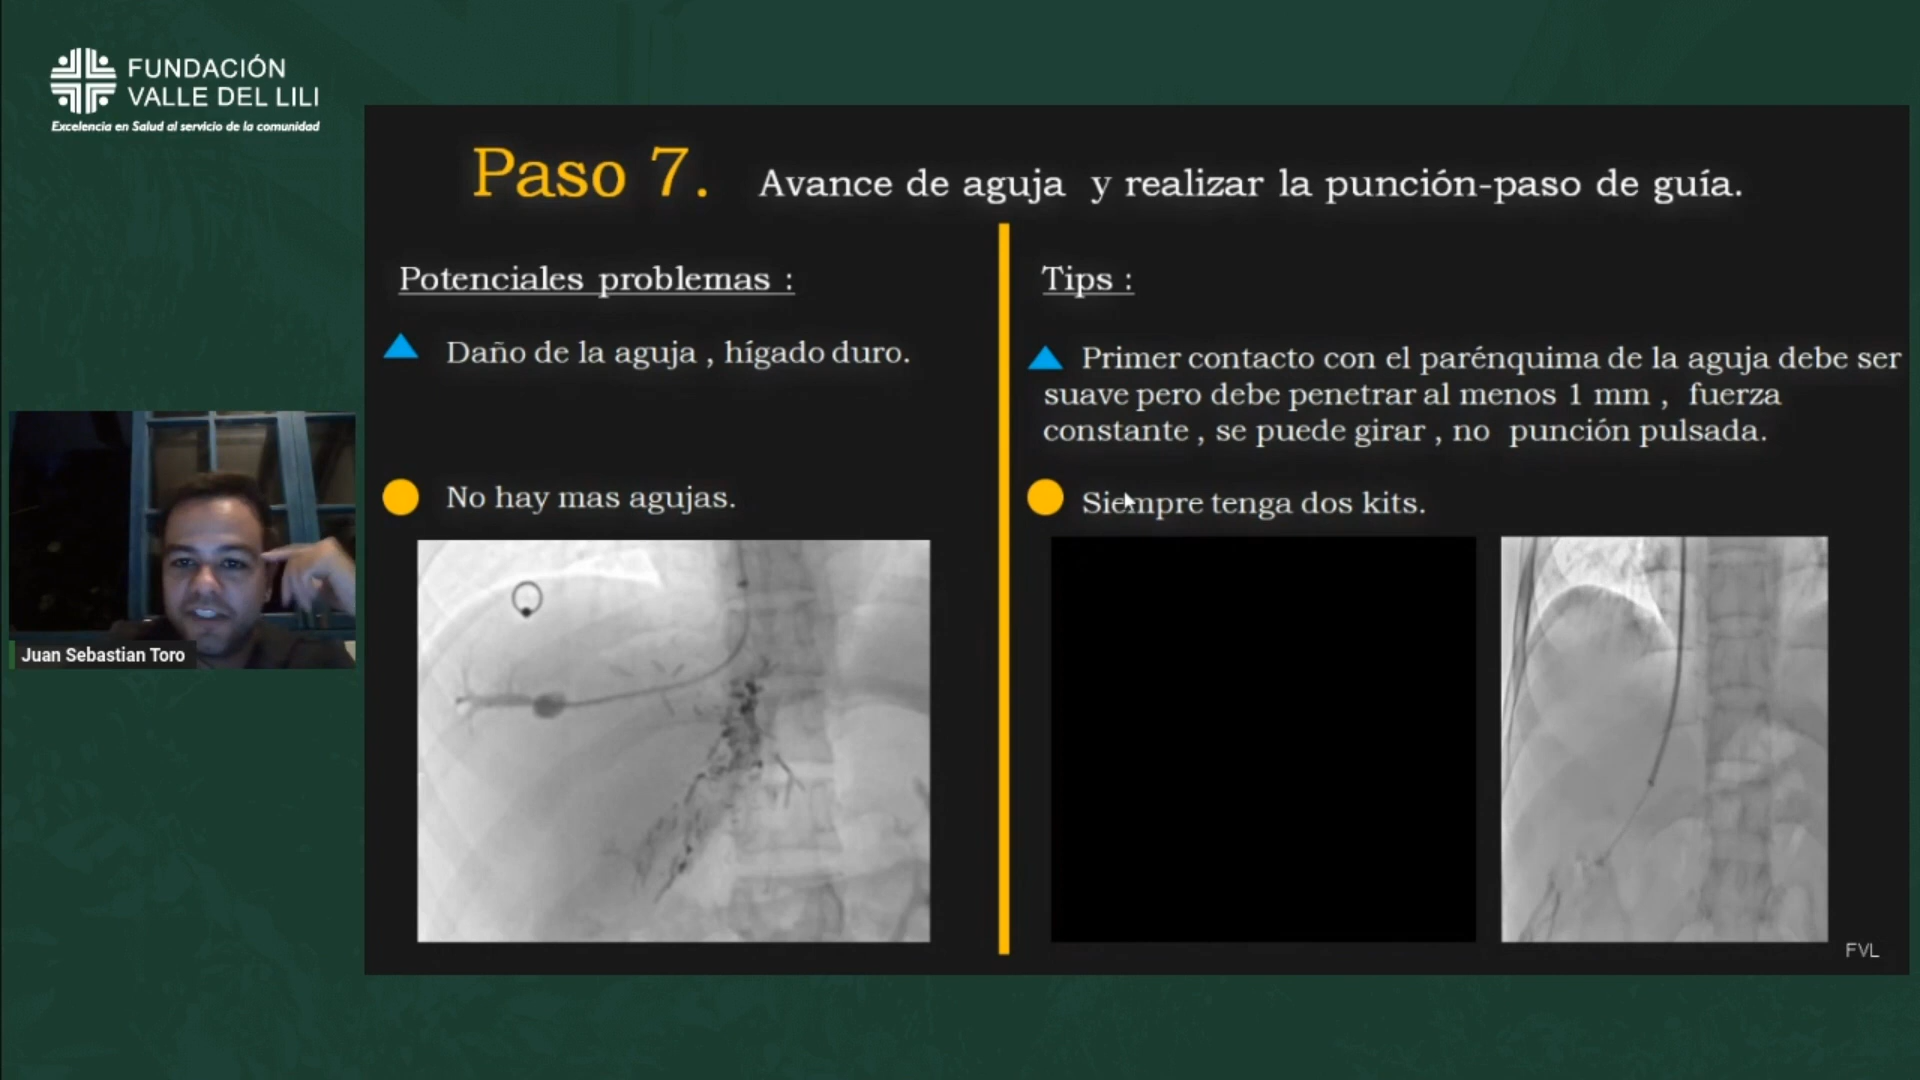 FUNDACIÓN
VALLE DEL LILI
Excelencia en Salud al servicio de la comunidad
Paso 7. Avance de aguja y realizar la punción-paso de guía.
Potenciales problemas :
Daño de la aguja , hígado duro.
No hay mas agujas.
Tips :
Primer contacto con el parénquima de la aguja debe ser
suave pero debe penetrar al menos 1 mm , fuerza
constante , se puede girar , no punción pulsada.
Siempre tenga dos kits.
Juan Sebastian Toro
FVL